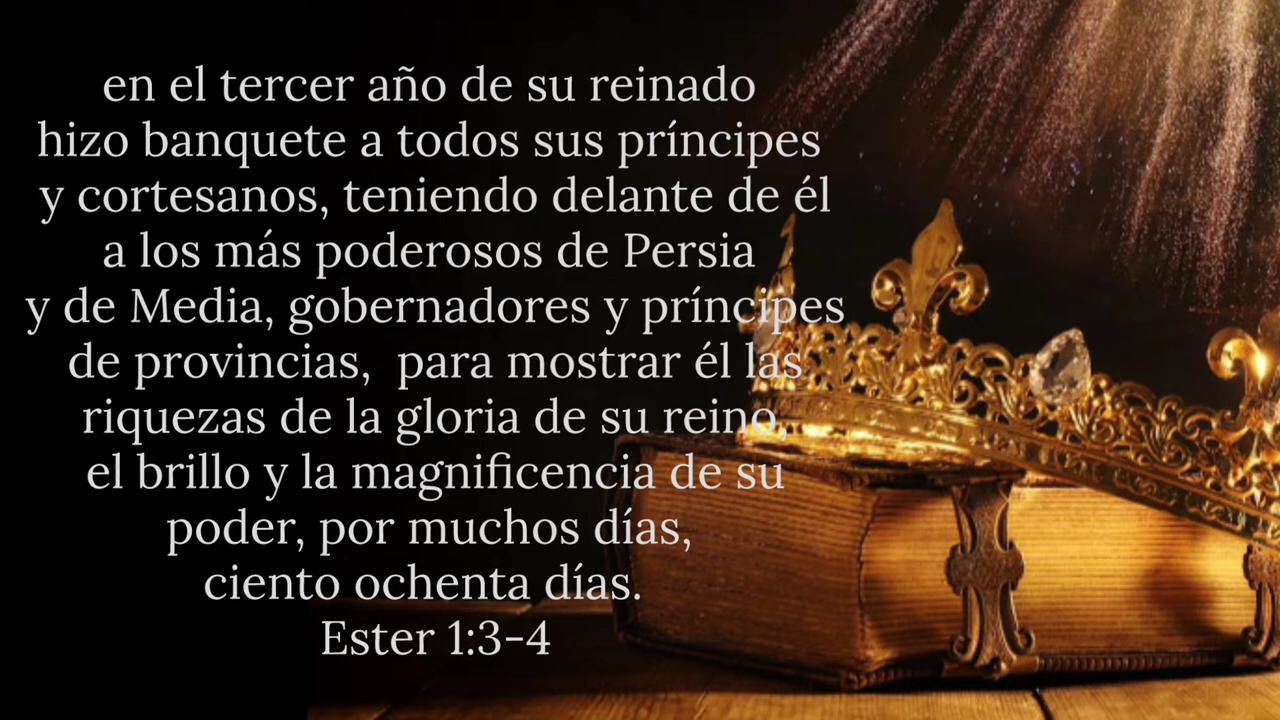 en el tercer año de su reinado
hizo banquete a todos sus príncipes
y cortesanos, teniendo delante de él
a los más poderosos de Persia
y de Media, gobernadores y príncipes
de provincias,  para mostrar él las
riquezas de la gloria de su reino,
el brillo y la magnificencia de su
poder, por muchos días,
ciento ochenta días.
Ester 1:3-4